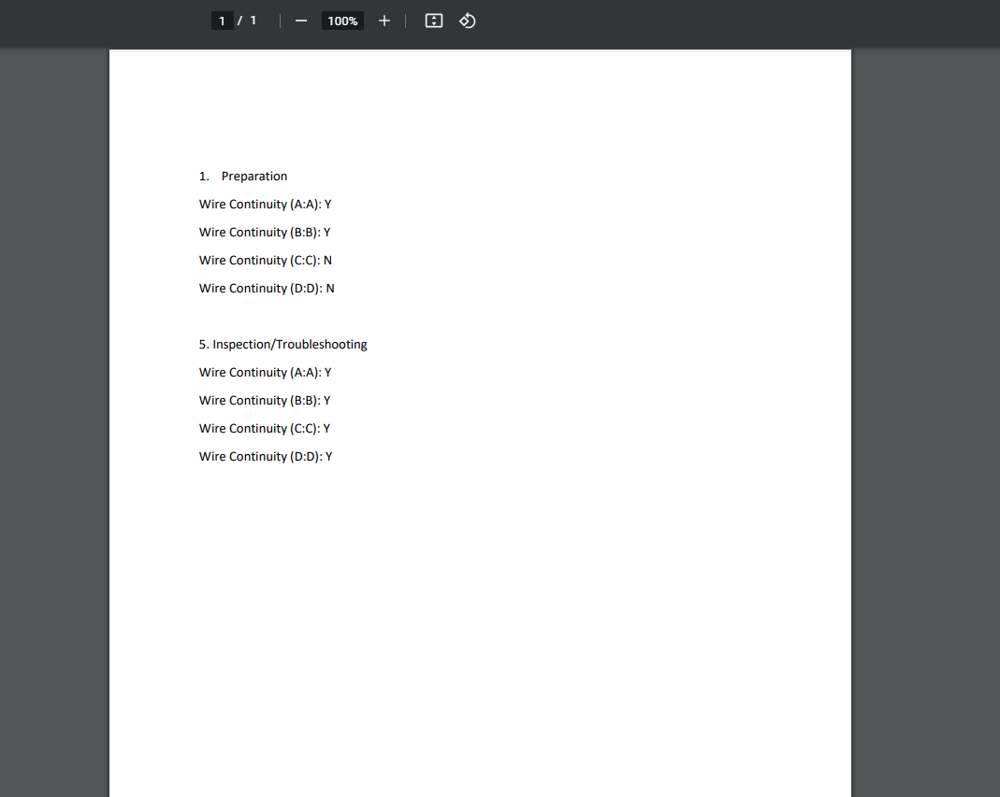 1 / 1 100%
1. Preparation
Wire Continuity (A:A): Y
Wire Continuity (B:B): Y
Wire Continuity (C:C): N
Wire Continuity (D:D): N
5. Inspection/Troubleshooting
Wire Continuity (A:A): Y
Wire Continuity (B:B): Y
Wire Continuity (C:C): Y
Wire Continuity (D:D): Y